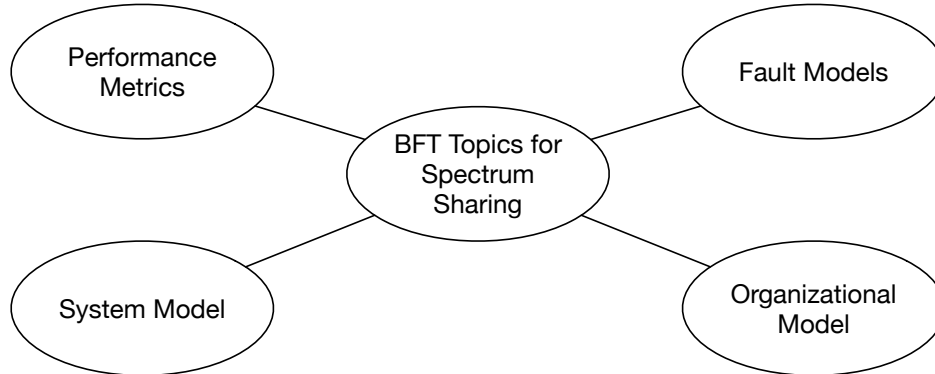 Performance
Metrics
Fault Models
BFT Topics for
Spectrum
Sharing
System Model
Organizational
Model